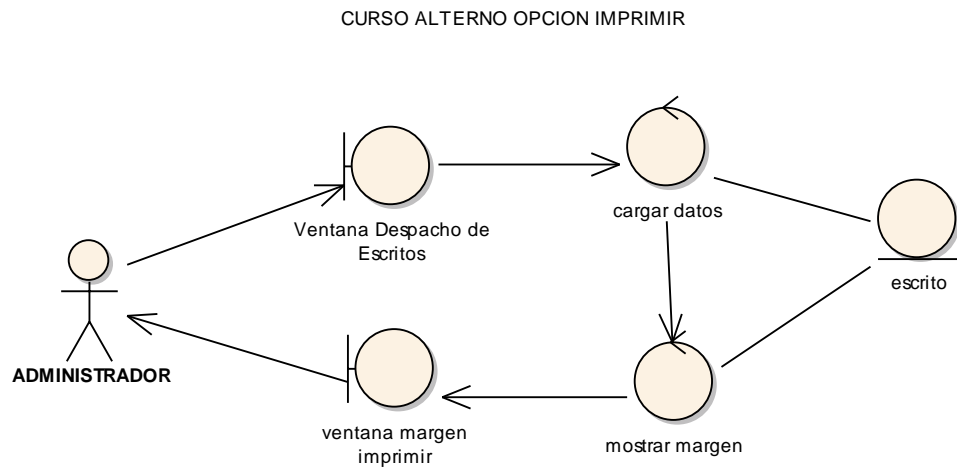 CURSO ALTERNO OPCION IMPRIMIR
Ventana Despacho de
Escritos
cargar datos
escrito
ADMINISTRADOR
ventana margen
imprimir
mostrar margen